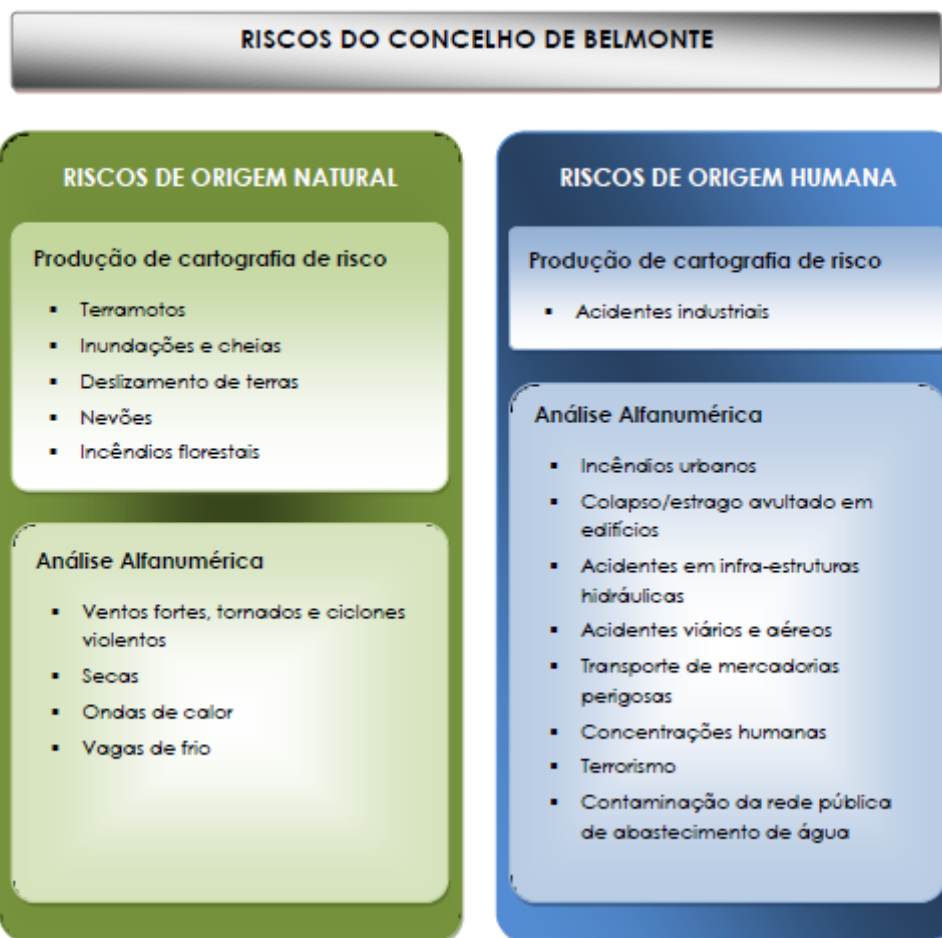 RISCOS DO CONCELHO DE BELMONTE
RISCOS DE ORIGEM NATURAL
Produção de cartografia de risco
▪ Terramotos
▪ Inundações e cheias
▪ Deslizamento de terras
▪ Nevões
▪ Incêndios florestais
Análise Alfanumérica
▪ Ventos fortes, tornados e ciclones
violentos
▪ Secas
▪ Ondas de calor
▪ Vagas de frio
RISCOS DE ORIGEM HUMANA
Produção de cartografia de risco
▪ Acidentes industriais
Análise Alfanumérica
▪ Incêndios urbanos
▪ Colapso/estrago avultado em
edifícios
▪ Acidentes em infra-estruturas
hidráulicas
▪ Acidentes viários e aéreos
▪ Transporte de mercadorias
perigosas
▪ Concentrações humanas
▪ Terrorismo
▪ Contaminação da rede pública
de abastecimento de água